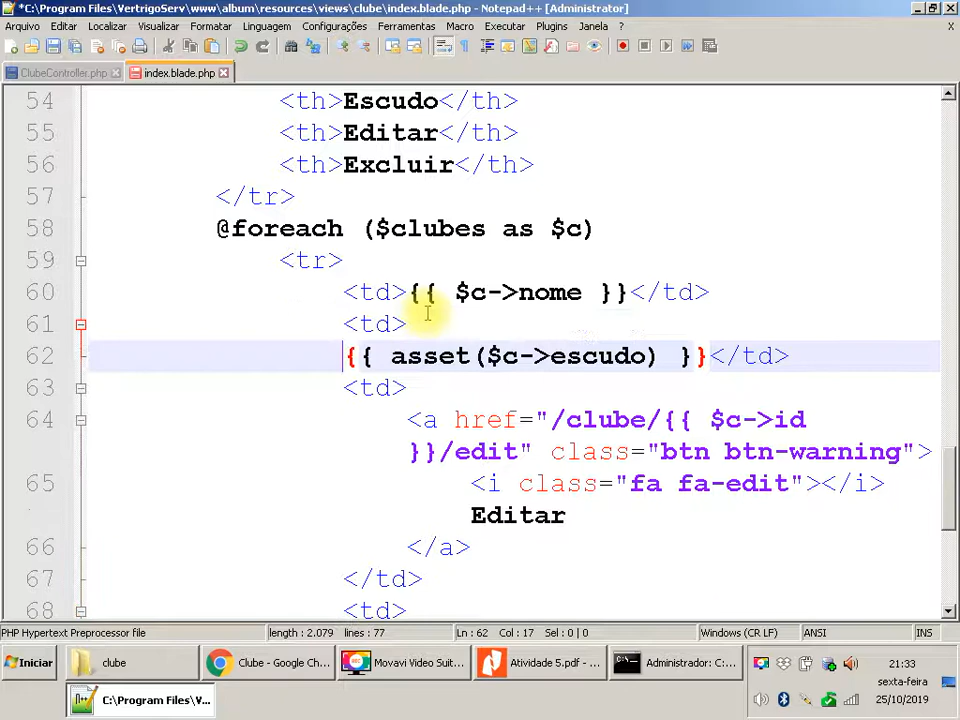 *C:\Program Files\VertrigoServ\www\album\resources\views\clube\index.blade.php - Notepad++ [Administrator]
Arquivo Editar Localizar Visualizar Formatar Linguagem Configurações Ferramentas Macro Executar Plugins Janela ? X
ClubeController.php index.blade.php
54 <th>Escudo</th>
55 <th>Editar</th>
56 <th>Excluir</th>
57 </tr>
58 @foreach ($clubes as $c)
59 <tr>
60 <td>{{ $c->nome }}</td>
61 <td>
62 {{ asset($c->escudo) }}</td>
63 <td>
64 <a href="/clube/{{ $c->id
}}/edit" class="btn btn-warning">
65 <i class="fa fa-edit"></i>
Editar
66 </a>
67 </td>
68 <td>
PHP Hypertext Preprocessor file length : 2.079 lines : 77 Ln : 62 Col : 17 Sel : 0 | 0 Windows (CR LF) ANSI INS
Iniciar clube Clube - Google Ch... Movavi Video Suit... Atividade 5.pdf - ... Administrador: C:... 21:33
sexta-feira
C:\Program Files\V... 25/10/2019